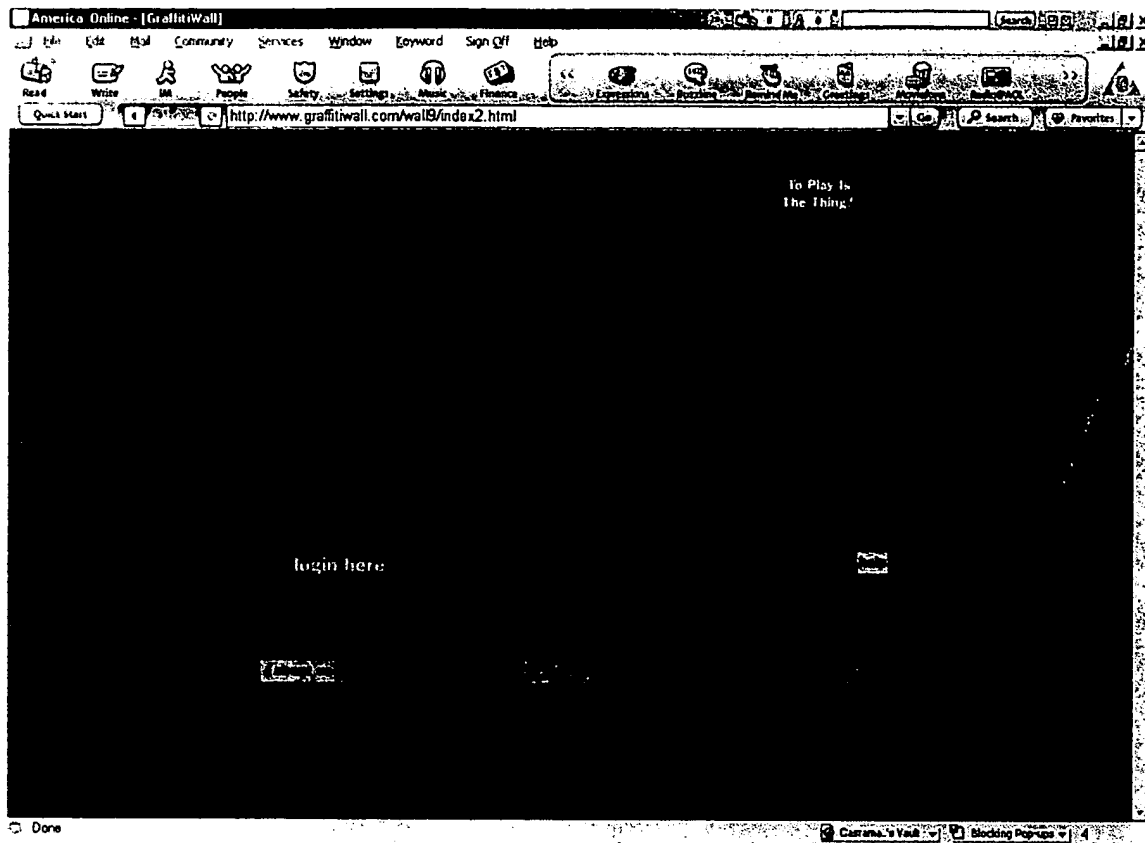 America Online - [GraffitiWall]
Search
File Edit Mail Community Services Window Keyword Sign Off Help
Read Write IM People Safety Settings Music Finance << Expressions Remind Me Greetings >>
Quick Start http://www.graffitiwall.com/wall9/index2.html Go Search Favorites
To Play Is
The Thing!
login here
Done Blocking Pop-ups 4